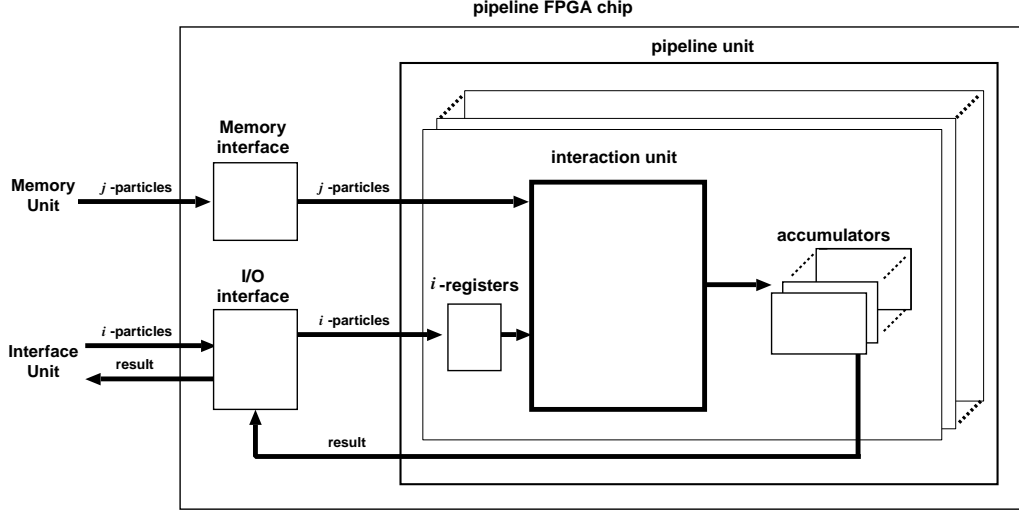 pipeline FPGA chip
pipeline unit
Memory
interface
interaction unit
Memory
Unit
j -particles
j -particles
accumulators
I/O
interface
i -registers
i -particles
i -particles
Interface
Unit
result
result